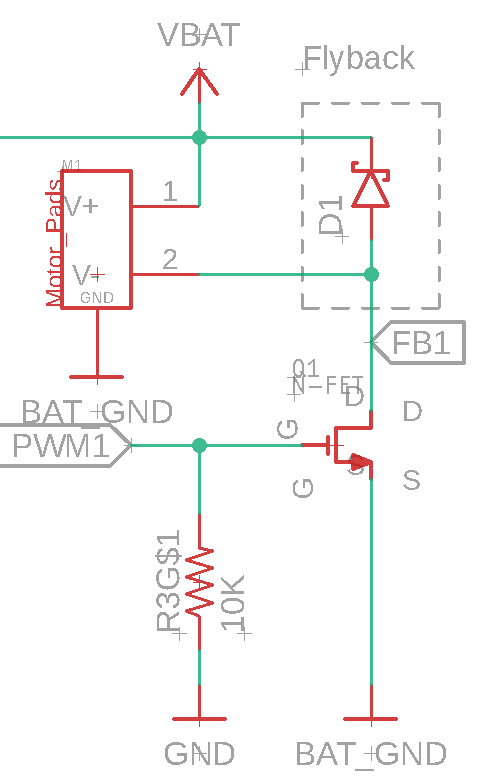 VBAT
Flyback
M1
Motor_Pads
V+
1
D1
V+
2
GND
FB1
Q1
N-FET
D
D
BAT_GND
PWM1
G
S
S
G
R3G$1
10K
GND
BAT_GND